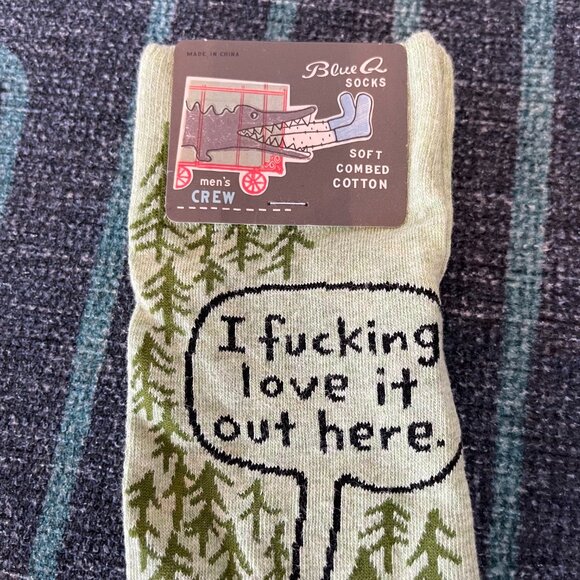 MADE IN CHINA
Blue Q
SOCKS
SOFT
COMBED
COTTON
men's
CREW
I fucking
love it
out here.